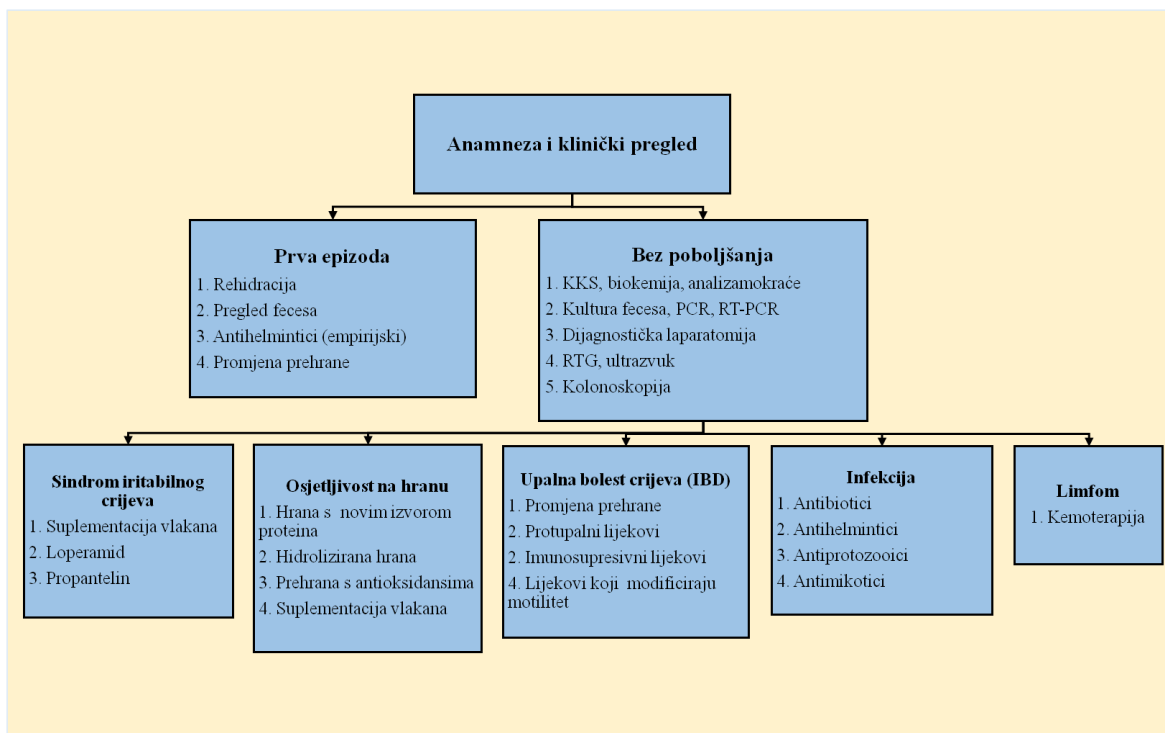 Anamneza i klinički pregled
Prva epizoda
1. Rehidracija
2. Pregled fecesa
3. Antihelmintici (empirijski)
4. Promjena prehrane
Bez poboljšanja
1. KKS, biokemija, analizamokraće
2. Kultura fecesa, PCR, RT-PCR
3. Dijagnostička laparatomija
4. RTG, ultrazvuk
5. Kolonoskopija
Sindrom iritabilnog
crijeva
1. Suplementacija vlakana
2. Loperamid
3. Propantelin
Osjetljivost na hranu
1. Hrana s novim izvorom
proteina
2. Hidrolizirana hrana
3. Prehrana s antioksidansima
4. Suplementacija vlakana
Upalna bolest crijeva (IBD)
1. Promjena prehrane
2. Protupalni lijekovi
2. Imunosupresivni lijekovi
4. Lijekovi koji modificiraju
motilitet
Infekcija
1. Antibiotici
2. Antihelmintici
3. Antiprotozooici
4. Antimikotici
Limfom
1. Kemoterapija